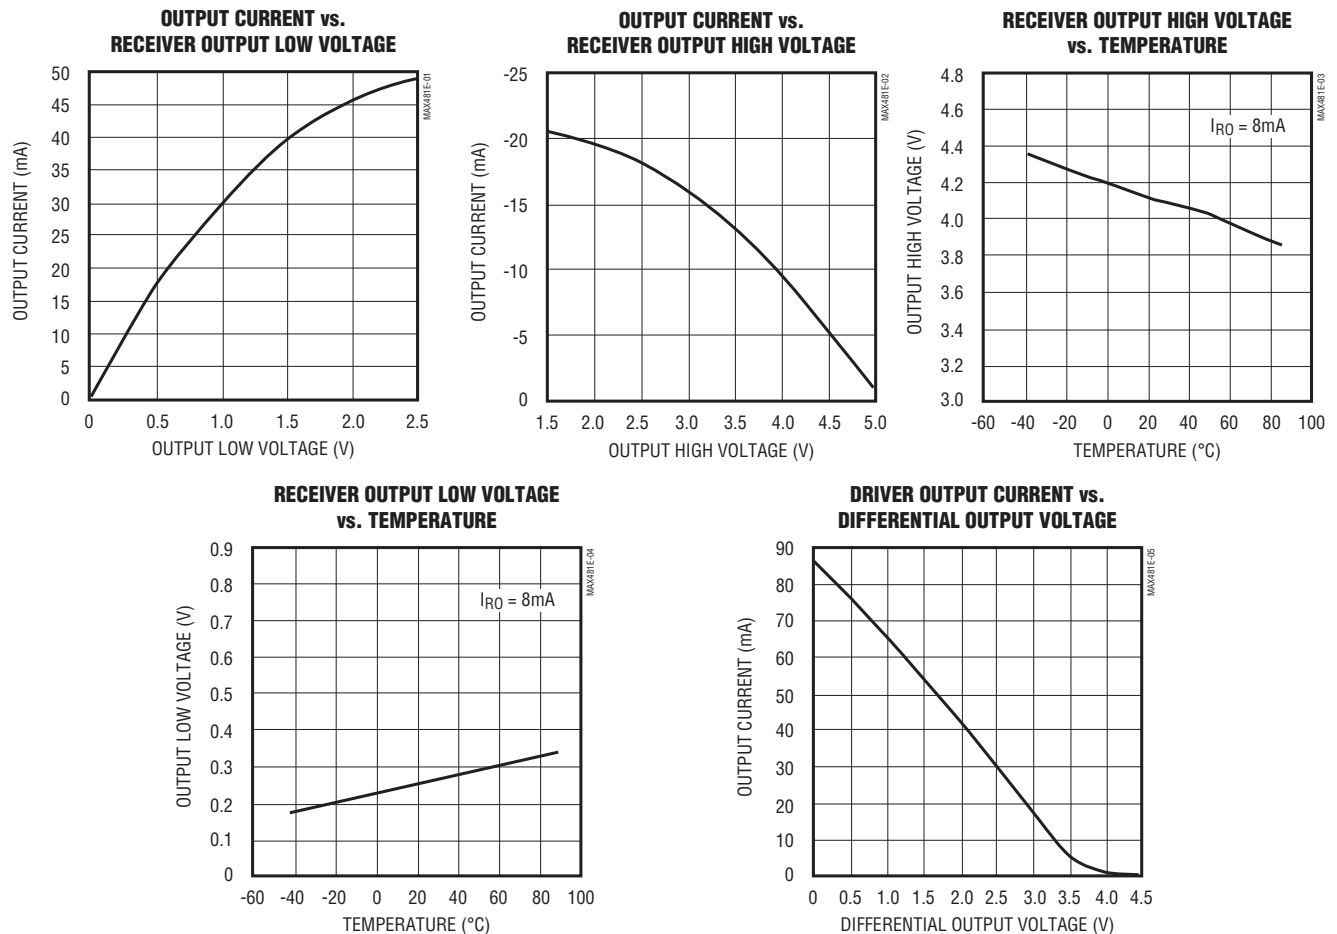 OUTPUT CURRENT vs.
RECEIVER OUTPUT LOW VOLTAGE
50
45
40
35
30
25
20
15
10
5
0
OUTPUT CURRENT (mA)
0 0.5 1.0 1.5 2.0 2.5
OUTPUT LOW VOLTAGE (V)
MAX481E-01
OUTPUT CURRENT vs.
RECEIVER OUTPUT HIGH VOLTAGE
-25
-20
-15
-10
-5
0
OUTPUT CURRENT (mA)
1.5 2.0 2.5 3.0 3.5 4.0 4.5 5.0
OUTPUT HIGH VOLTAGE (V)
MAX481E-02
RECEIVER OUTPUT HIGH VOLTAGE
vs. TEMPERATURE
4.8
4.6
4.4
4.2
4.0
3.8
3.6
3.4
3.2
3.0
OUTPUT HIGH VOLTAGE (V)
IRO = 8mA
-60 -40 -20 0 20 40 60 80 100
TEMPERATURE (°C)
MAX481E-03
RECEIVER OUTPUT LOW VOLTAGE
vs. TEMPERATURE
0.9
0.8
0.7
0.6
0.5
0.4
0.3
0.2
0.1
0
OUTPUT LOW VOLTAGE (V)
IRO = 8mA
-60 -40 -20 0 20 40 60 80 100
TEMPERATURE (°C)
MAX481E-04
DRIVER OUTPUT CURRENT vs.
DIFFERENTIAL OUTPUT VOLTAGE
90
80
70
60
50
40
30
20
10
0
OUTPUT CURRENT (mA)
0 0.5 1.0 1.5 2.0 2.5 3.0 3.5 4.0 4.5
DIFFERENTIAL OUTPUT VOLTAGE (V)
MAX481E-05